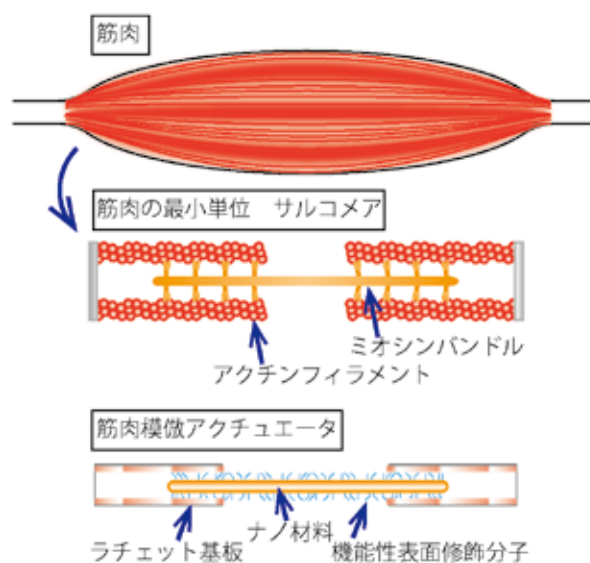 筋肉
筋肉の最小単位　サルコメア
ミオシンバンドル
アクチンフィラメント
筋肉模倣アクチュエータ
ナノ材料
ラチェット基板
機能性表面修飾分子